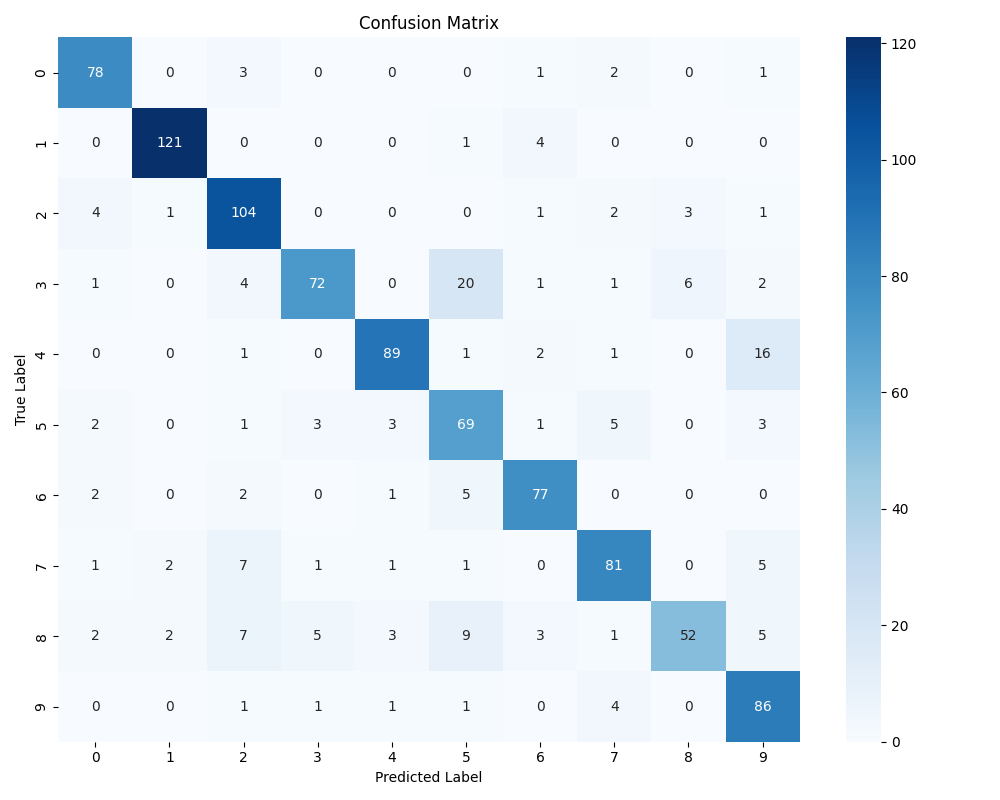 Confusion Matrix
0 78 0 3 0 0 0 1 2 0 1
1 0 121 0 0 0 1 4 0 0 0
2 4 1 104 0 0 0 1 2 3 1
3 1 0 4 72 0 20 1 1 6 2
4 0 0 1 0 89 1 2 1 0 16
5 2 0 1 3 3 69 1 5 0 3
6 2 0 2 0 1 5 77 0 0 0
7 1 2 7 1 1 1 0 81 0 5
8 2 2 7 5 3 9 3 1 52 5
9 0 0 1 1 1 1 0 4 0 86
0 1 2 3 4 5 6 7 8 9
Predicted Label
True Label
120
100
80
60
40
20
0